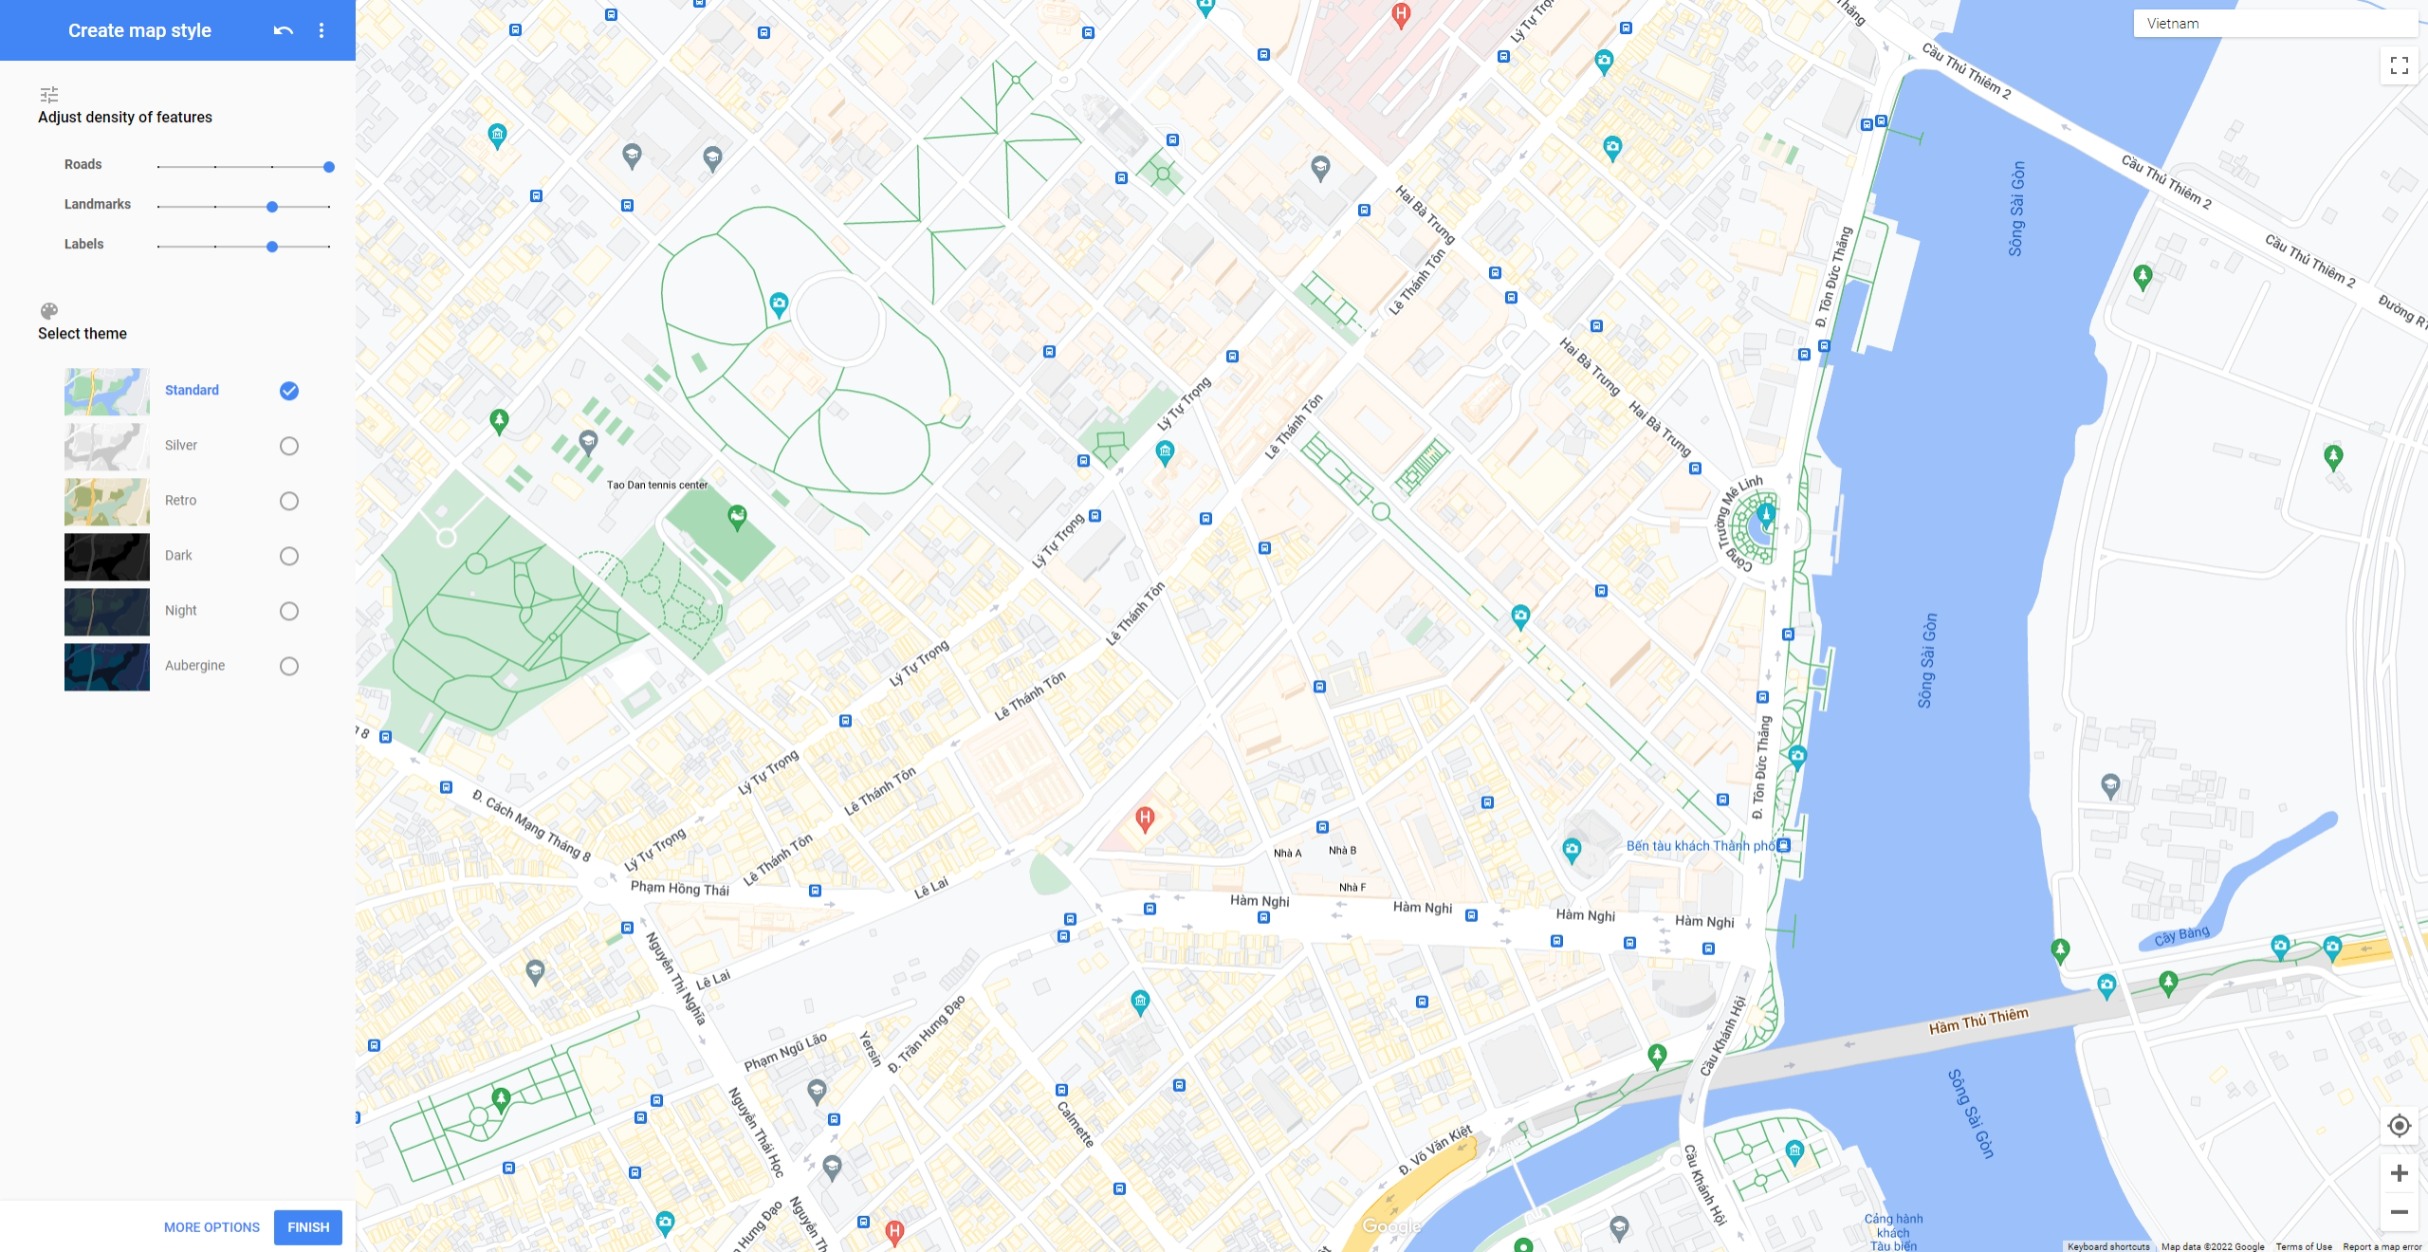 Create map style
Adjust density of features
Roads
Landmarks
Labels
Select theme
Standard
Silver
Retro
Dark
Night
Aubergine
MORE OPTIONS
FINISH
Vietnam
Lý Tự Trọng
Cầu Thủ Thiêm 2
Cầu Thủ Thiêm 2
Cầu Thủ Thiêm 2
Sông Sài Gòn
Hai Bà Trưng
Lê Thánh Tôn
Đ. Tôn Đức Thắng
Hai Bà Trưng
Lý Tự Trọng
Lê Thánh Tôn
Hai Bà Trưng
Tao Dan tennis center
Công Trường Mê Linh
Lý Tự Trọng
Lê Thánh Tôn
Sông Sài Gòn
Lý Tự Trọng
Lê Thánh Tôn
Đ. Tôn Đức Thắng
Lý Tự Trọng
Lê Thánh Tôn
Đ. Cách Mạng Tháng 8
Lý Tự Trọng
Lê Thánh Tôn
Nhà A
Nhà B
Bến tàu khách Thành phố
Phạm Hồng Thái
Lê Lai
Nhà F
Hàm Nghi
Hàm Nghi
Hàm Nghi
Hàm Nghi
Cây Bàng
Nguyễn Thị Nghĩa
Lê Lai
Hầm Thủ Thiêm
Phạm Ngũ Lão
Yersin
Đ. Trần Hưng Đạo
Cầu Khánh Hội
Nguyễn Thái Học
Calmette
Đ. Võ Văn Kiệt
Sông Sài Gòn
Cầu Khánh Hội
Google
Cảng hành
khách
Tàu biển
Keyboard shortcuts
Map data ©2022 Google
Terms of Use
Report a map error